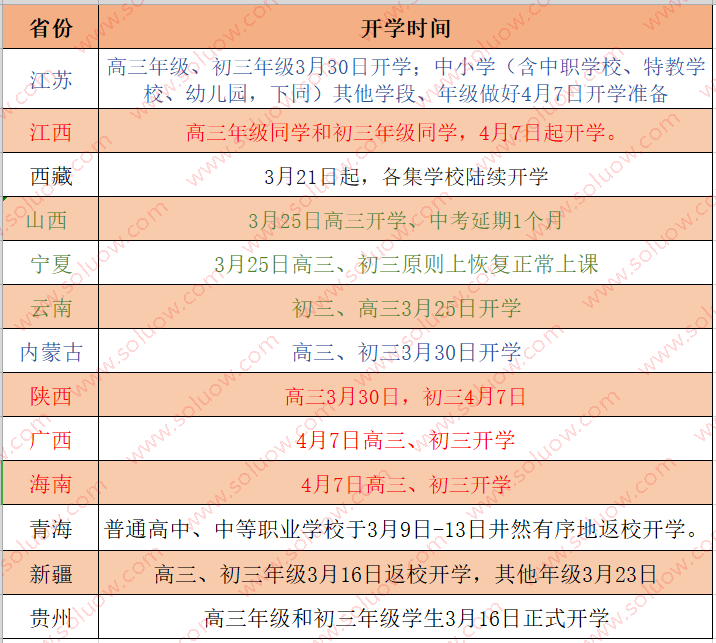 省份 开学时间
江苏 高三年级、初三年级3月30日开学；中小学（含中职学校、特教学
校、幼儿园，下同）其他学段、年级做好4月7日开学准备
江西 高三年级同学和初三年级同学，4月7日起开学。
西藏 3月21日起，各集学校陆续开学
山西 3月25日高三开学、中考延期1个月
宁夏 3月25日高三、初三原则上恢复正常上课
云南 初三、高三3月25日开学
内蒙古 高三、初三3月30日开学
陕西 高三3月30日，初三4月7日
广西 4月7日高三、初三开学
海南 4月7日高三、初三开学
青海 普通高中、中等职业学校于3月9日-13日井然有序地返校开学。
新疆 高三、初三年级3月16日返校开学，其他年级3月23日
贵州 高三年级和初三年级学生3月16日正式开学
www.soluow.com